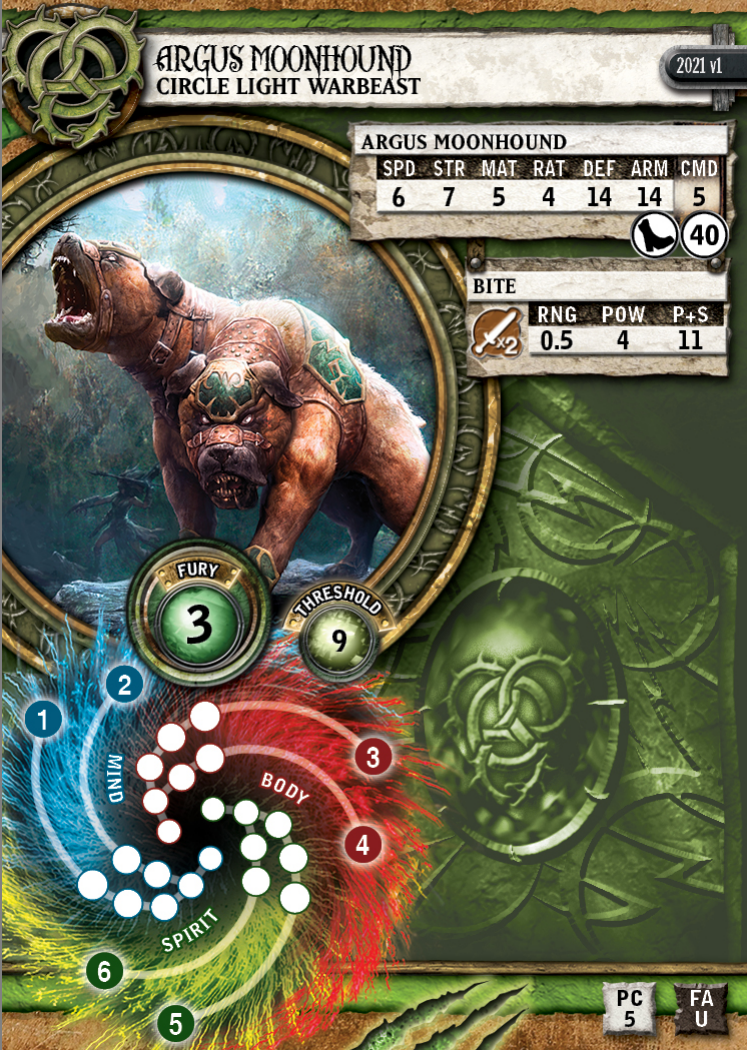 ARGUS MOONHOUND
CIRCLE LIGHT WARBEAST
2021 v1
ARGUS MOONHOUND
SPD STR MAT RAT DEF ARM CMD
6 7 5 4 14 14 5
40
BITE
RNG POW P+S
x2 0.5 4 11
FURY
3
THRESHOLD
9
1
2
MIND
3
BODY
4
SPIRIT
6
5
PC
5
FA
U